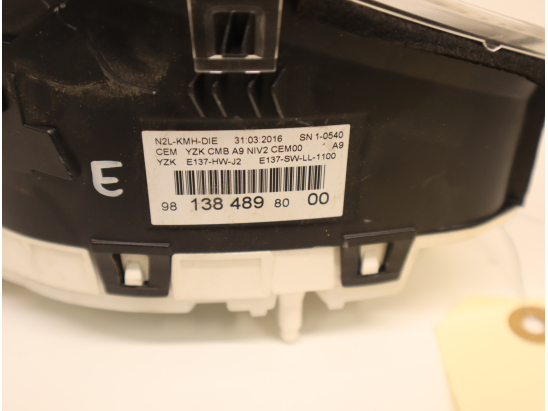 N2L-KMH-DIE 31:03:2016 SN 1-0540
CEM YZK CMB A9 NIV2 CEM00 A9
YZK E137-HW-J2 E137-SW-LL-1100
98 138 489 80 00
E